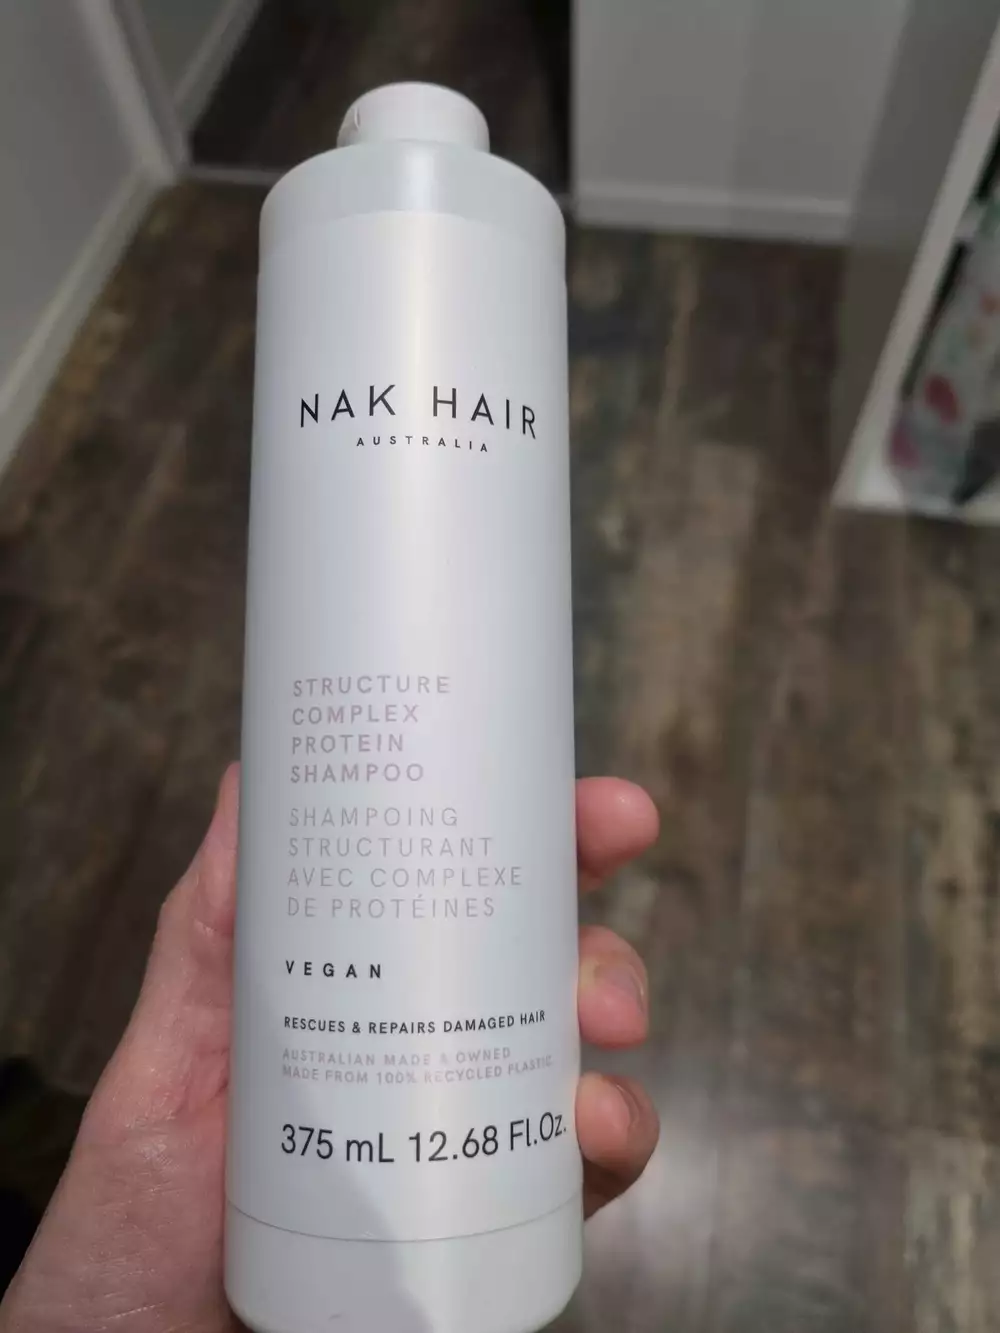 NAK HAIR
AUSTRALIA
STRUCTURE
COMPLEX
PROTEIN
SHAMPOO
SHAMPOING
STRUCTURANT
AVEC COMPLEXE
DE PROTÉINES
VEGAN
RESCUES & REPAIRS DAMAGED HAIR
AUSTRALIAN MADE & OWNED
MADE FROM 100% RECYCLED PLASTIC
375 mL 12.68 Fl.Oz.